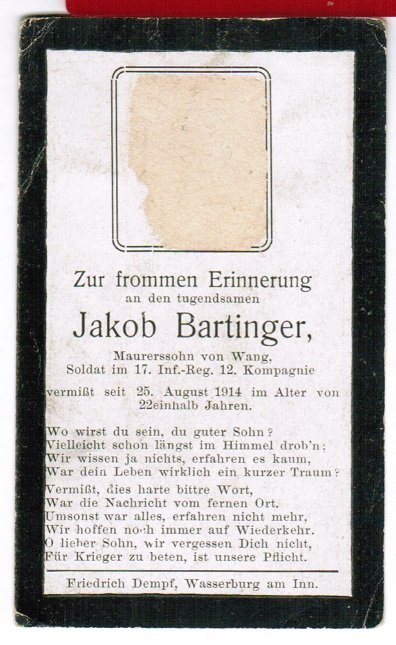 Zur frommen Erinnerung
an den tugendsamen
Jakob Bartinger,
Maurerssohn von Wang,
Soldat im 17. Inf.-Reg. 12. Kompagnie
vermißt seit 25. August 1914 im Alter von
22einhalb Jahren.
Wo wirst du sein, du guter Sohn?
Vielleicht schon längst im Himmel drob'n;
Wir wissen ja nichts, erfahren es kaum,
War dein Leben wirklich ein kurzer Traum?
Vermißt, dies harte bittre Wort,
War die Nachricht vom fernen Ort.
Umsonst war alles, erfahren nicht mehr,
Wir hoffen noch immer auf Wiederkehr.
O lieber Sohn, wir vergessen Dich nicht,
Für Krieger zu beten, ist unsere Pflicht.
Friedrich Dempf, Wasserburg am Inn.